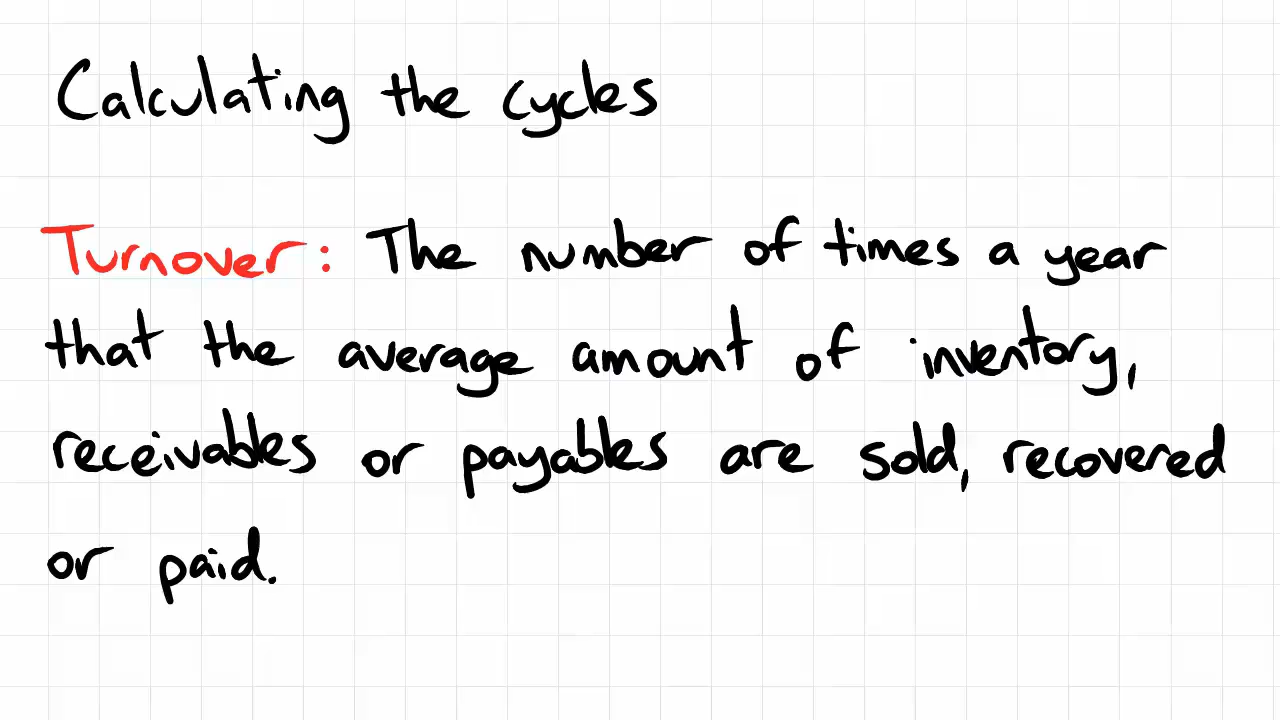 Calculating the cycles
Turnover: The number of times a year
that the average amount of inventory,
receivables or payables are sold, recovered
or paid.